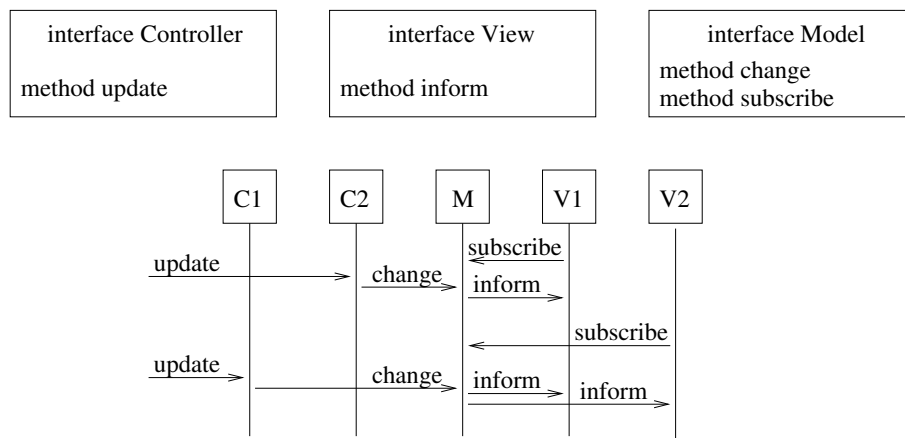 interface Controller
method update
interface View
method inform
interface Model
method change
method subscribe
C1 C2 M V1 V2
subscribe
update
change
inform
subscribe
update
change
inform
inform